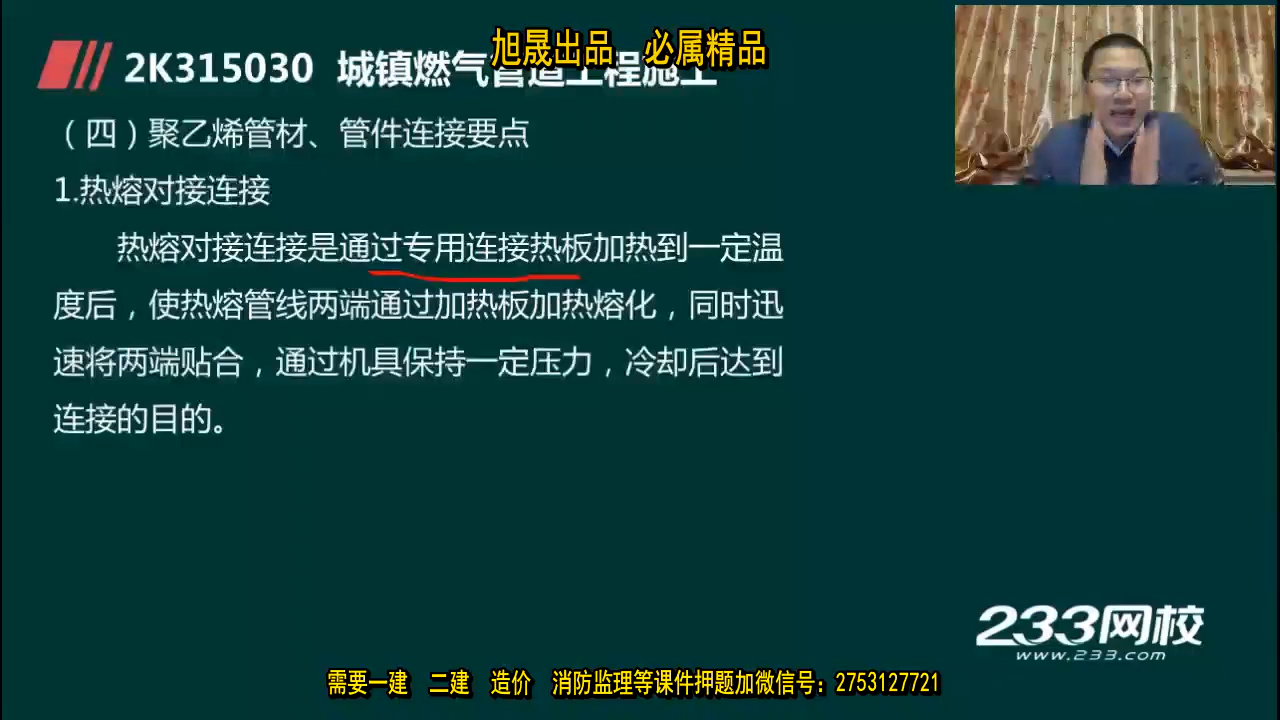 旭晟出品　必属精品
2K315030 城镇燃气管道工程施工
（四）聚乙烯管材、管件连接要点
1.热熔对接连接
热熔对接连接是通过专用连接热板加热到一定温
度后，使热熔管线两端通过加热板加热熔化，同时迅
速将两端贴合，通过机具保持一定压力，冷却后达到
连接的目的。
233网校
www.233.com
需要一建　二建　造价　消防监理等课件押题加微信号：2753127721